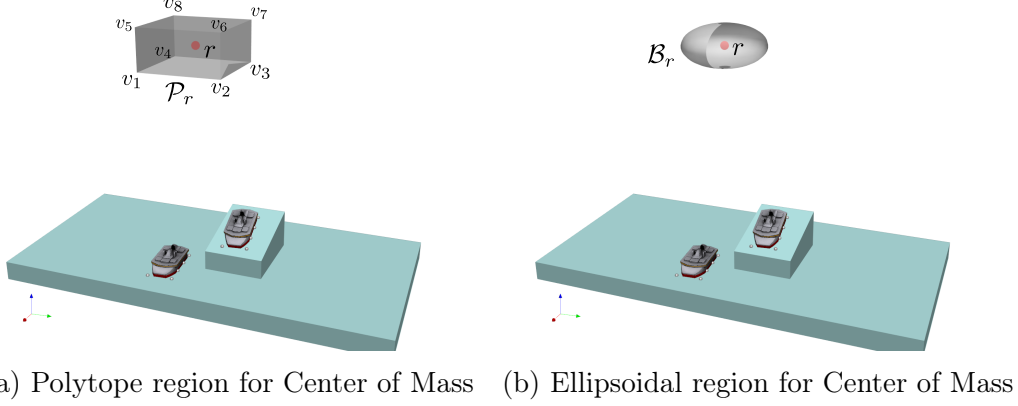 v₈
v₇
v₅
v₆
r
v₄
v₃
v₁
v₂
𝒫ᵣ
r
ℬᵣ
a) Polytope region for Center of Mass
(b) Ellipsoidal region for Center of Mass